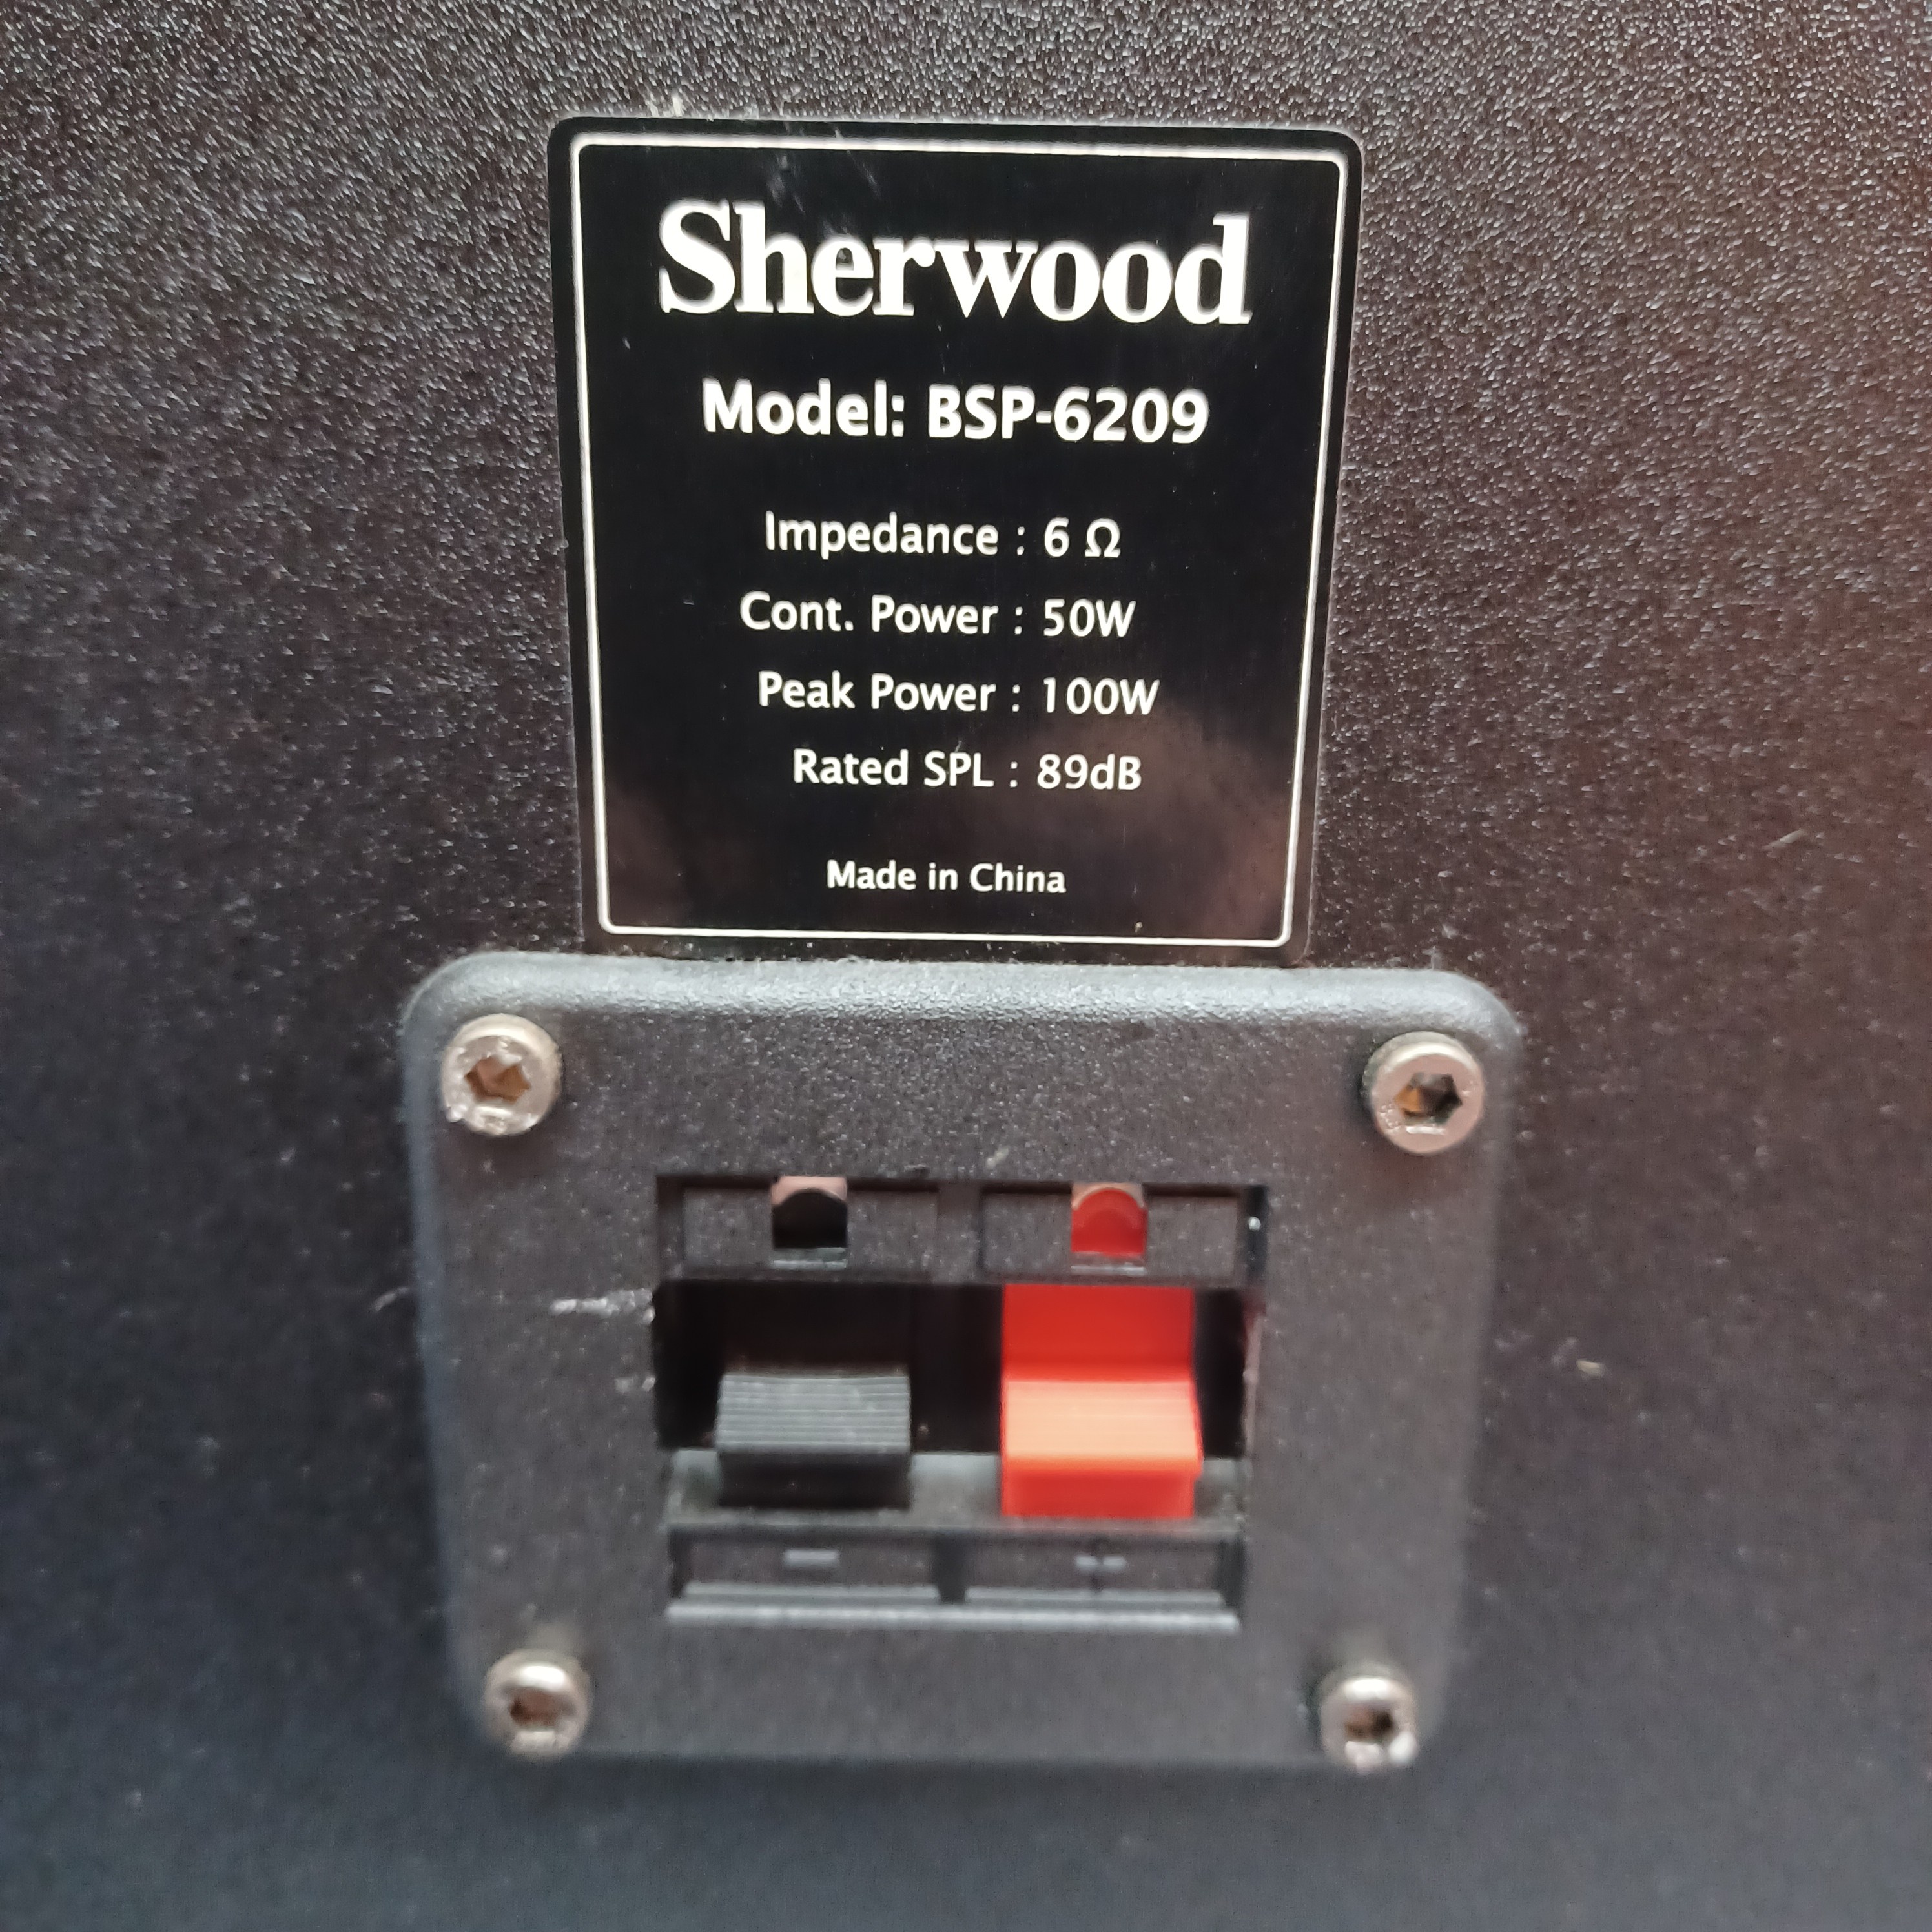 Sherwood
Model: BSP-6209
Impedance : 6 Ω
Cont. Power : 50W
Peak Power : 100W
Rated SPL : 89dB
Made in China
− +